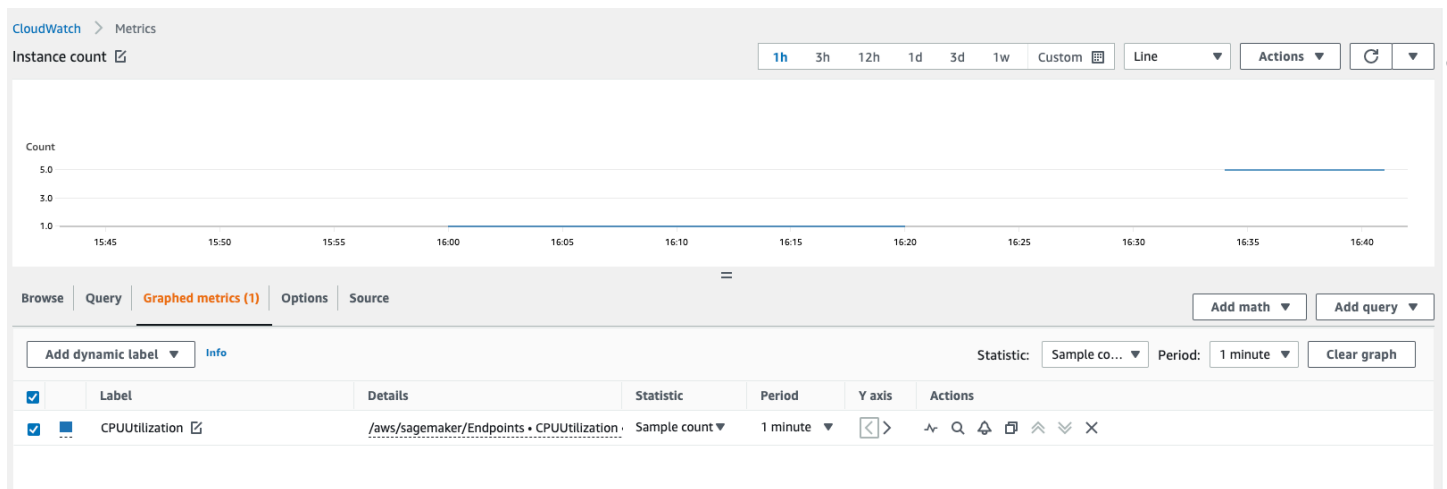 CloudWatch > Metrics
Instance count
1h 3h 12h 1d 3d 1w Custom Line Actions
Count
5.0
3.0
1.0
15:45 15:50 15:55 16:00 16:05 16:10 16:15 16:20 16:25 16:30 16:35 16:40
Browse Query Graphed metrics (1) Options Source Add math Add query
Add dynamic label Info Statistic: Sample co... Period: 1 minute Clear graph
Label Details Statistic Period Y axis Actions
CPUUtilization /aws/sagemaker/Endpoints • CPUUtilization • Sample count 1 minute < >